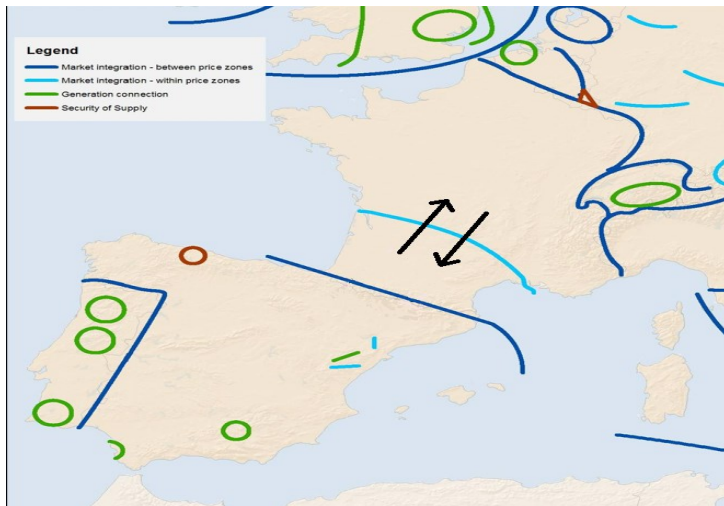 Legend
Market integration - between price zones
Market integration - within price zones
Generation connection
Security of Supply